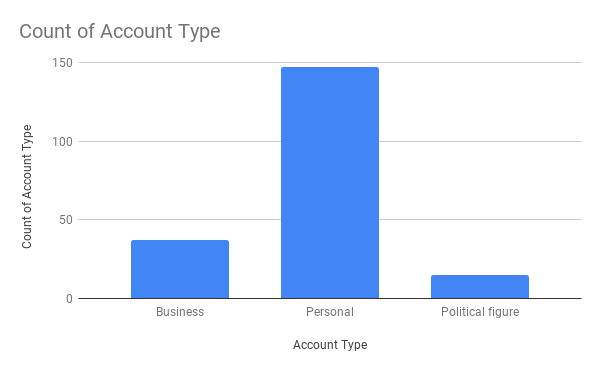 Count of Account Type
150
100
50
0
Count of Account Type
Business
Personal
Political figure
Account Type